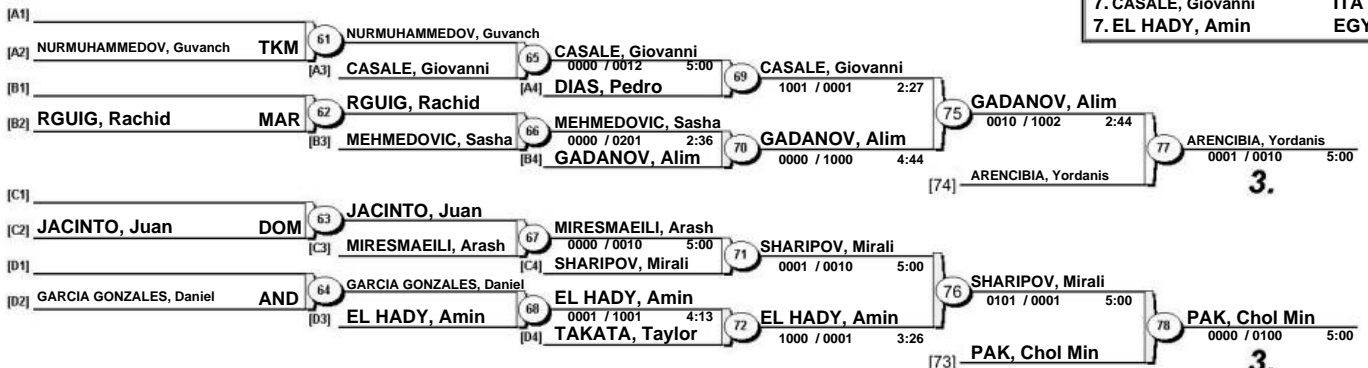 7. CASALE, Giovanni ITA
7. EL HADY, Amin EGY
[A1]
[A2] NURMUHAMMEDOV, Guvanch TKM
61
NURMUHAMMEDOV, Guvanch
[A3] CASALE, Giovanni
65
CASALE, Giovanni
0000 / 0012 5:00
[A4] DIAS, Pedro
69
CASALE, Giovanni
1001 / 0001 2:27
[B1]
[B2] RGUIG, Rachid MAR
62
RGUIG, Rachid
[B3] MEHMEDOVIC, Sasha
66
MEHMEDOVIC, Sasha
0000 / 0201 2:36
[B4] GADANOV, Alim
70
GADANOV, Alim
0000 / 1000 4:44
75
GADANOV, Alim
0010 / 1002 2:44
[74] ARENCIBIA, Yordanis
77
ARENCIBIA, Yordanis
0001 / 0010 5:00
3.
[C1]
[C2] JACINTO, Juan DOM
63
JACINTO, Juan
[C3] MIRESMAEILI, Arash
67
MIRESMAEILI, Arash
0000 / 0010 5:00
[C4] SHARIPOV, Mirali
71
SHARIPOV, Mirali
0001 / 0010 5:00
[D1]
[D2] GARCIA GONZALES, Daniel AND
64
GARCIA GONZALES, Daniel
[D3] EL HADY, Amin
68
EL HADY, Amin
0001 / 1001 4:13
[D4] TAKATA, Taylor
72
EL HADY, Amin
1000 / 0001 3:26
76
SHARIPOV, Mirali
0101 / 0001 5:00
[73] PAK, Chol Min
78
PAK, Chol Min
0000 / 0100 5:00
3.